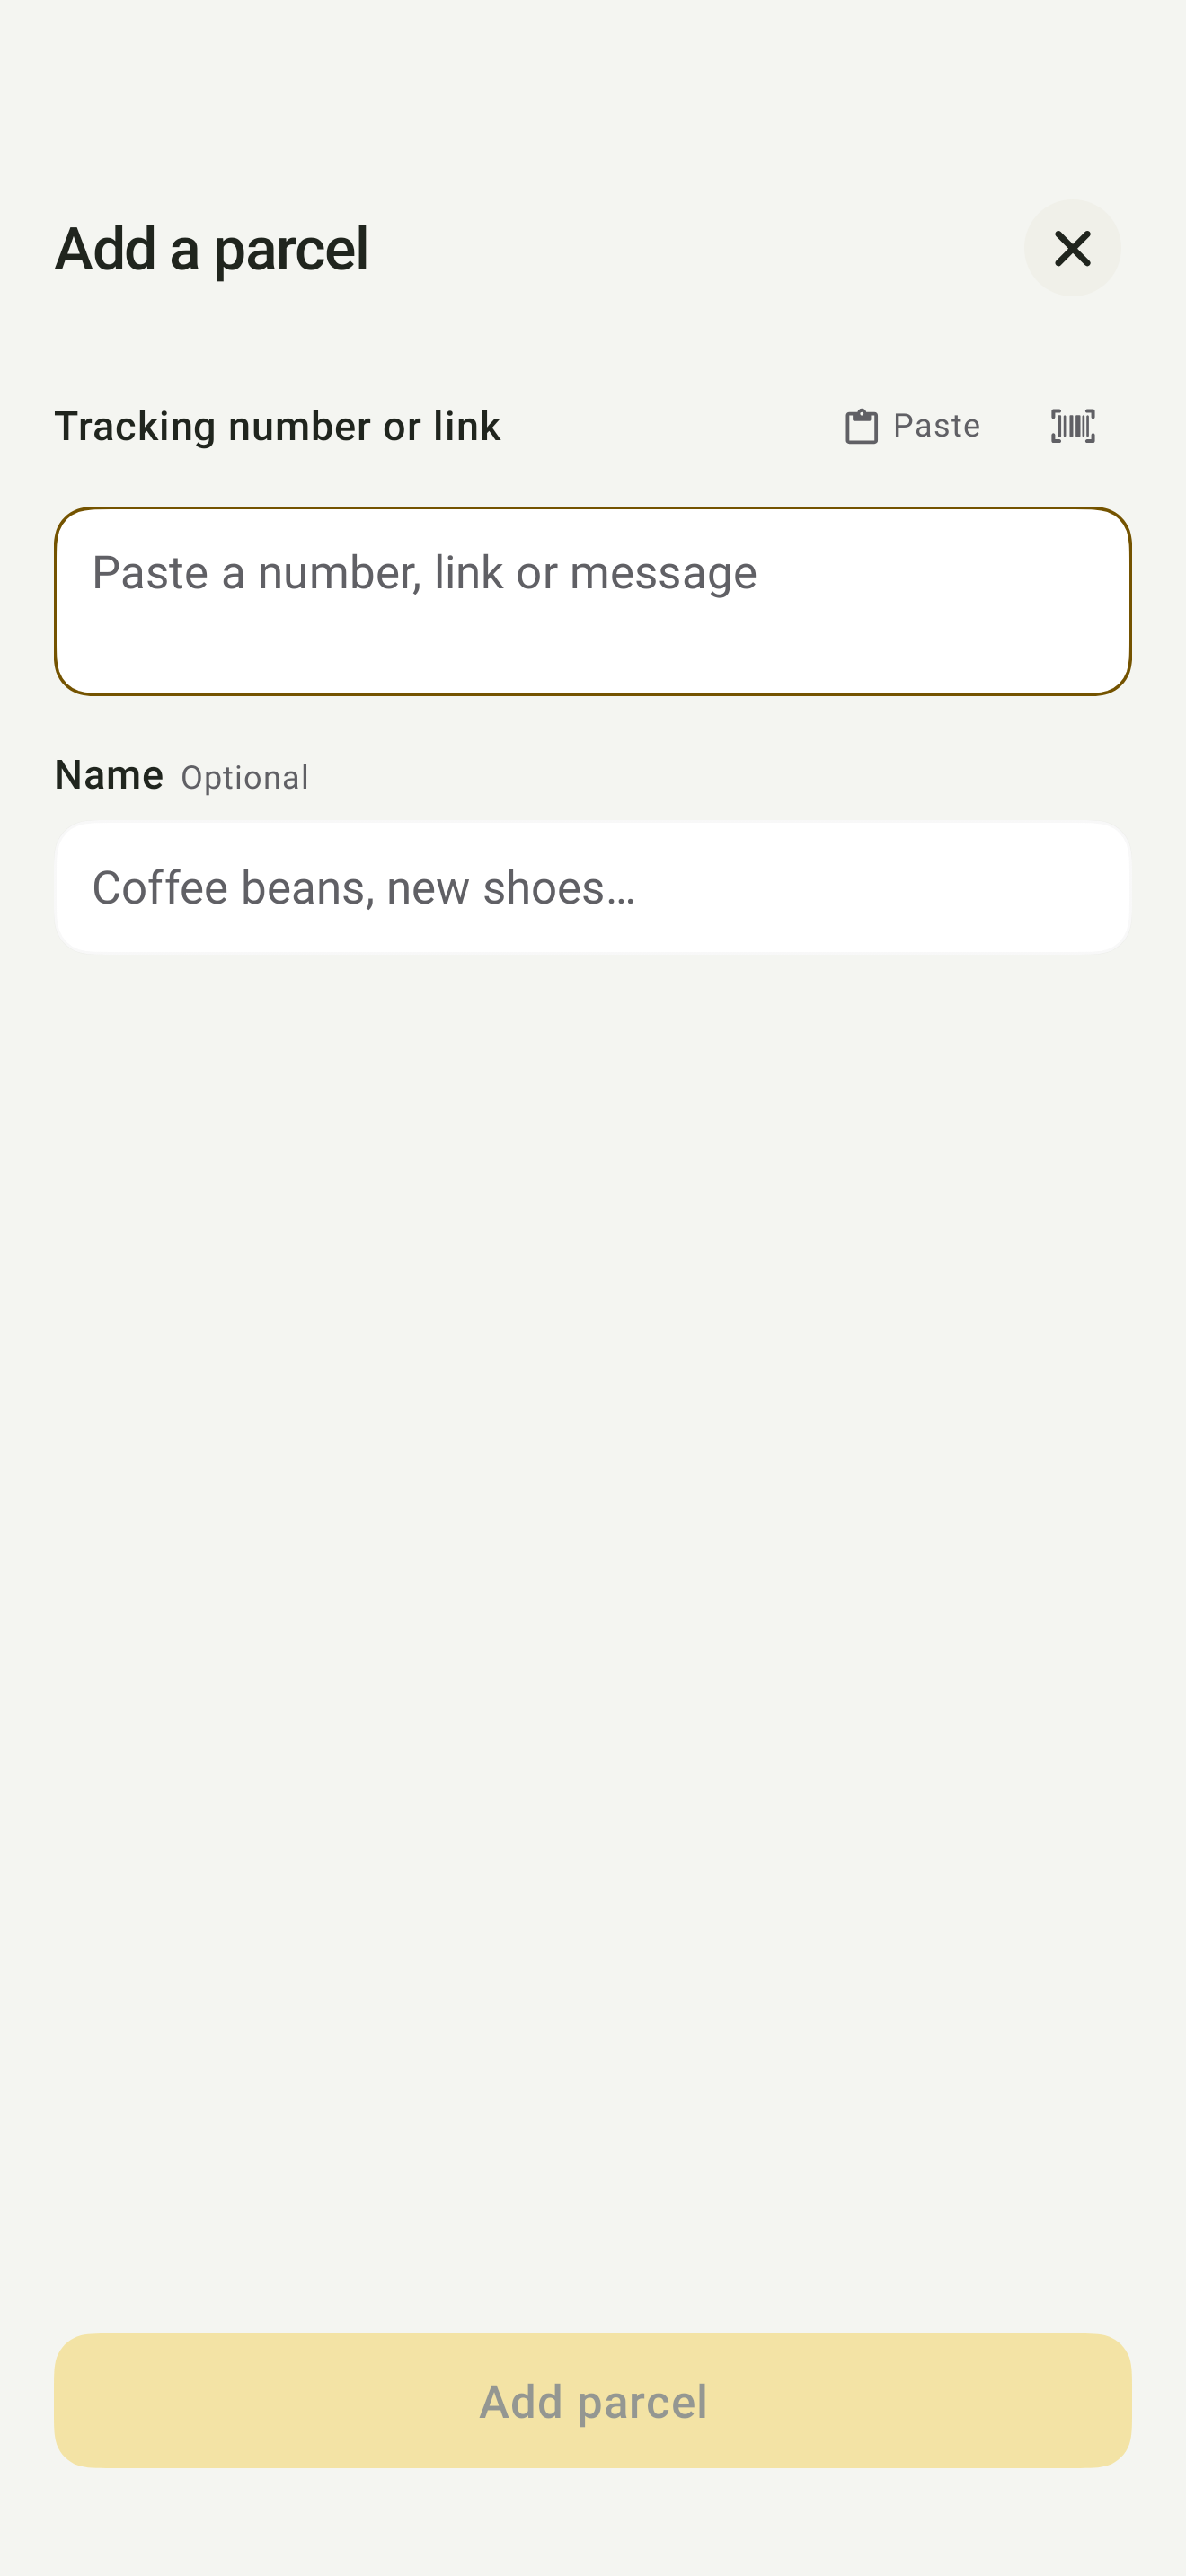 Add a parcel
Tracking number or link
Paste
Paste a number, link or message
Name Optional
Coffee beans, new shoes…
Add parcel